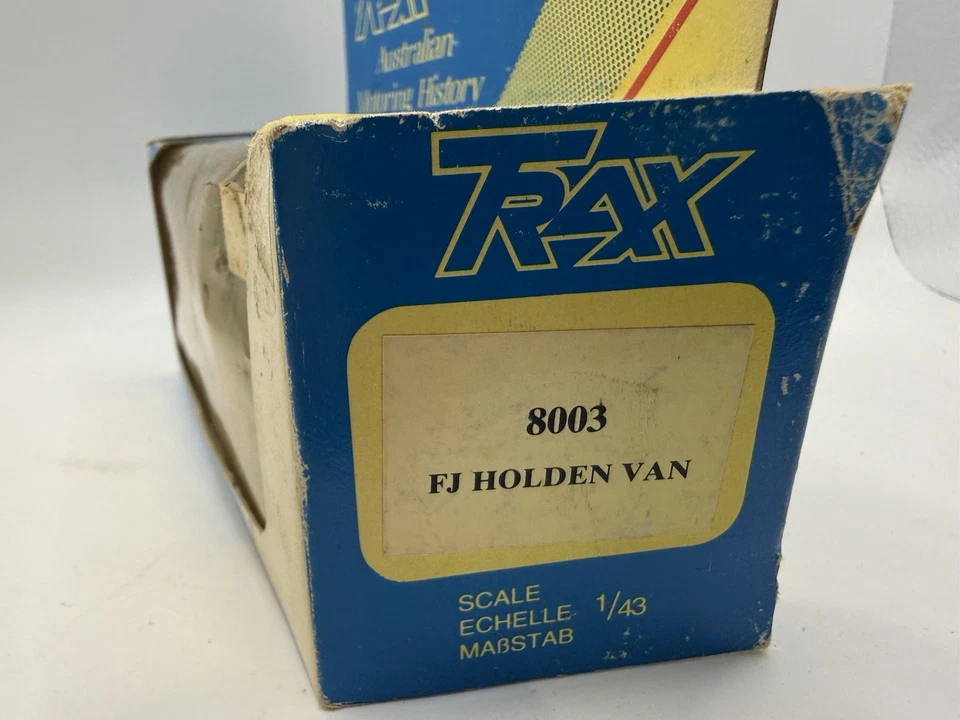 TRAX
Australian
Motoring History
TRAX
8003
FJ HOLDEN VAN
SCALE
ECHELLE 1/43
MAßSTAB